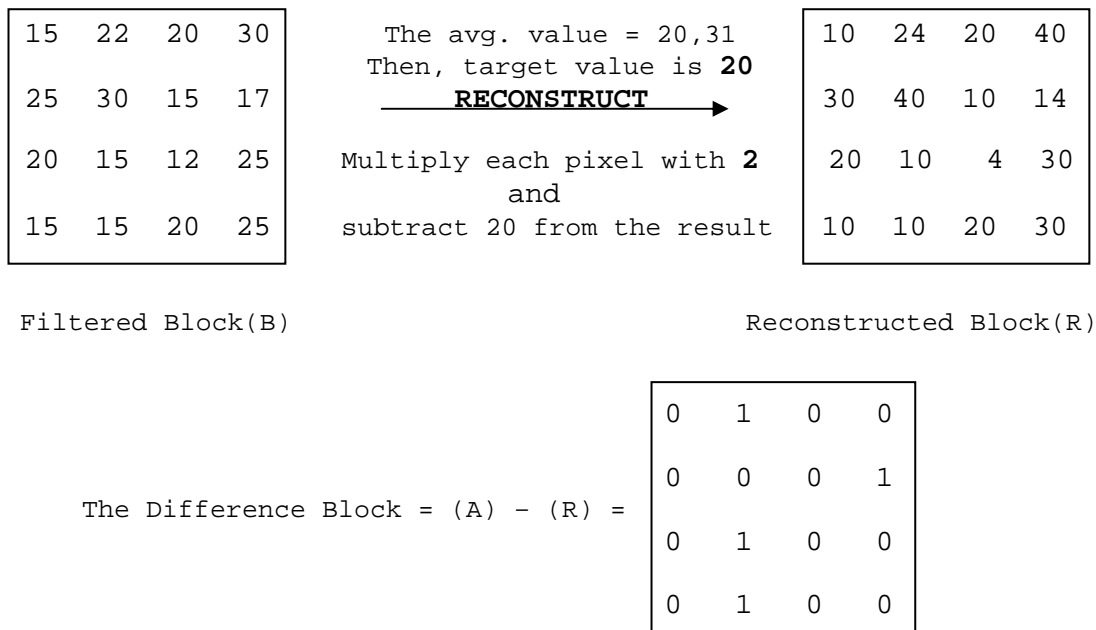 15 22 20 30 The avg. value = 20,31 10 24 20 40
Then, target value is 20
25 30 15 17 RECONSTRUCT 30 40 10 14
20 15 12 25 Multiply each pixel with 2 20 10 4 30
and
15 15 20 25 subtract 20 from the result 10 10 20 30
Filtered Block(B) Reconstructed Block(R)
0 1 0 0
0 0 0 1
The Difference Block = (A) – (R) =
0 1 0 0
0 1 0 0